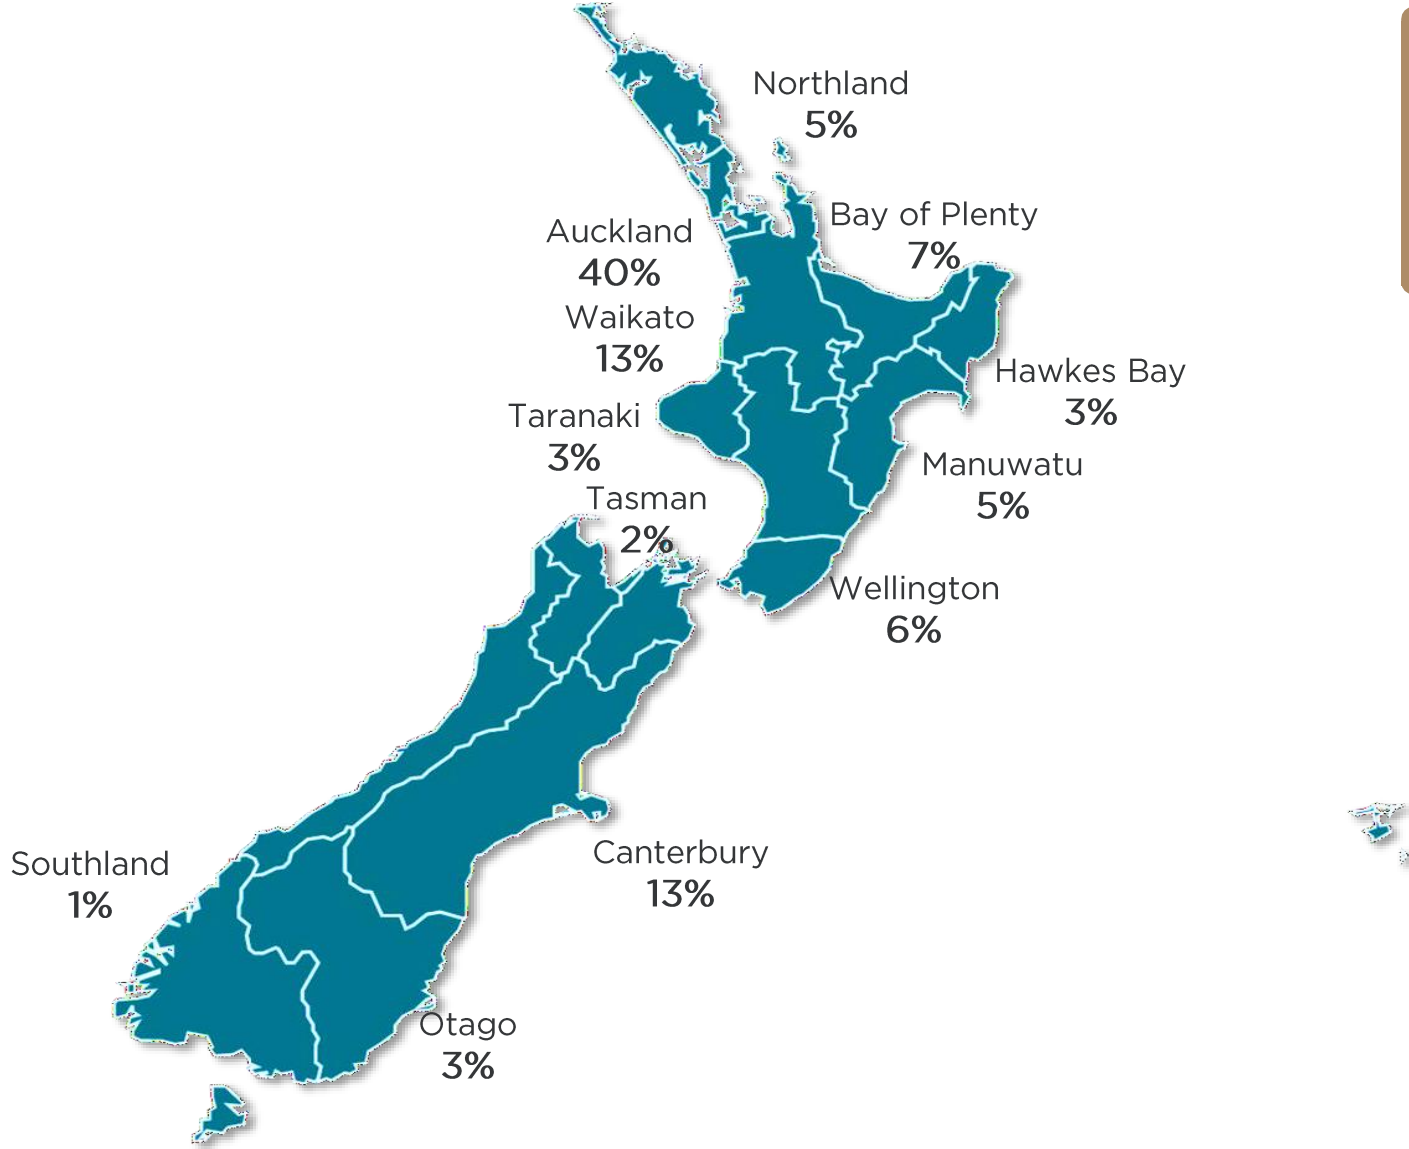 Northland
5%
Bay of Plenty
7%
Auckland
40%
Waikato
13%
Hawkes Bay
3%
Taranaki
3%
Manuwatu
5%
Tasman
2%
Wellington
6%
Canterbury
13%
Southland
1%
Otago
3%